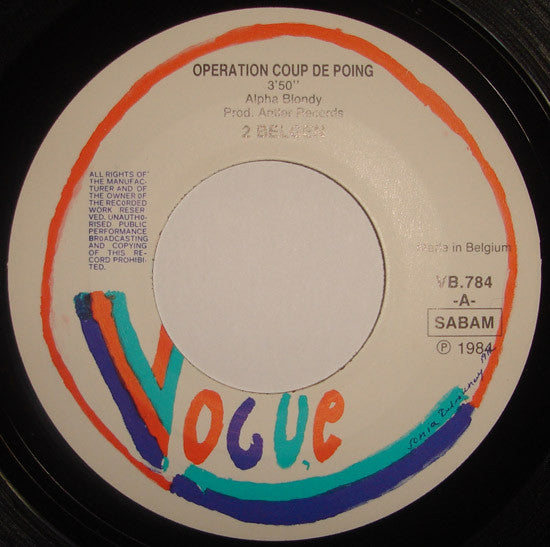 OPERATION COUP DE POING
3'50"
Alpha Blondy
Prod. Antler Records
2 BELGEN
ALL RIGHTS OF
THE MANUFAC-
TURER AND OF
THE OWNER OF
THE RECORDED
WORK RESER
VED. UNAUTHO-
RISED PUBLIC
PERFORMANCE
BROADCASTING
AND COPYING
OF THIS RE-
CORD PROHIBI-
TED.
Made in Belgium
VB.784
-A-
SABAM
℗ 1984
VOGUE
Sonia Delaunay